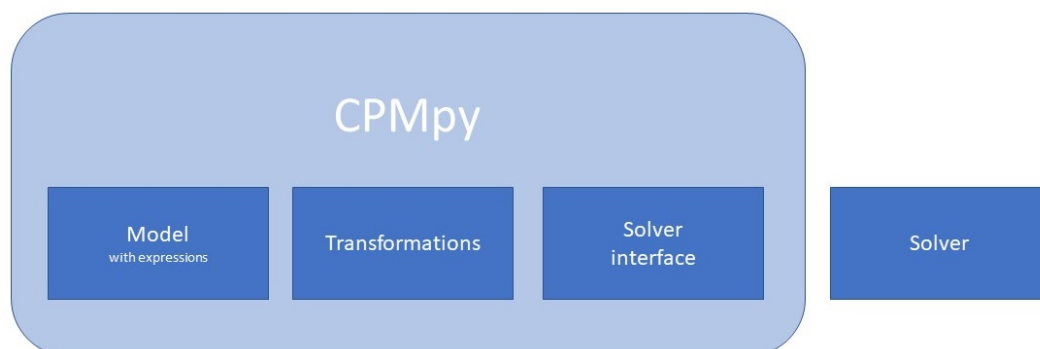 CPMpy
Model
with expressions
Transformations
Solver
interface
Solver